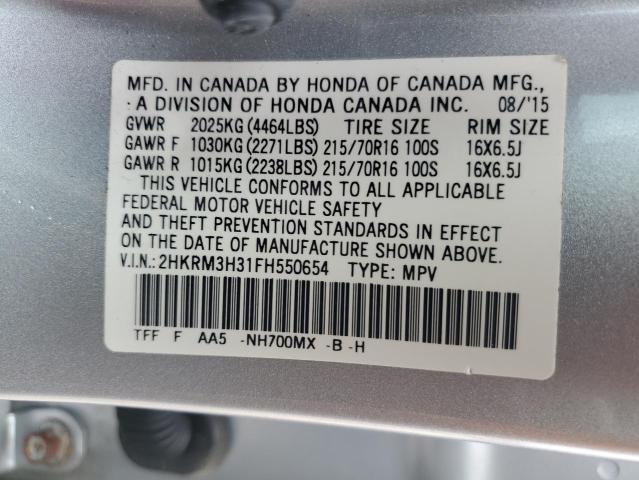 MFD. IN CANADA BY HONDA OF CANADA MFG.,
A DIVISION OF HONDA CANADA INC. 08/'15
GVWR 2025KG (4464LBS) TIRE SIZE RIM SIZE
GAWR F 1030KG (2271LBS) 215/70R16 100S 16X6.5J
GAWR R 1015KG (2238LBS) 215/70R16 100S 16X6.5J
THIS VEHICLE CONFORMS TO ALL APPLICABLE
FEDERAL MOTOR VEHICLE SAFETY
AND THEFT PREVENTION STANDARDS IN EFFECT
ON THE DATE OF MANUFACTURE SHOWN ABOVE.
V.I.N.: 2HKRM3H31FH550654 TYPE: MPV
TFF F AA5 -NH700MX -B -H